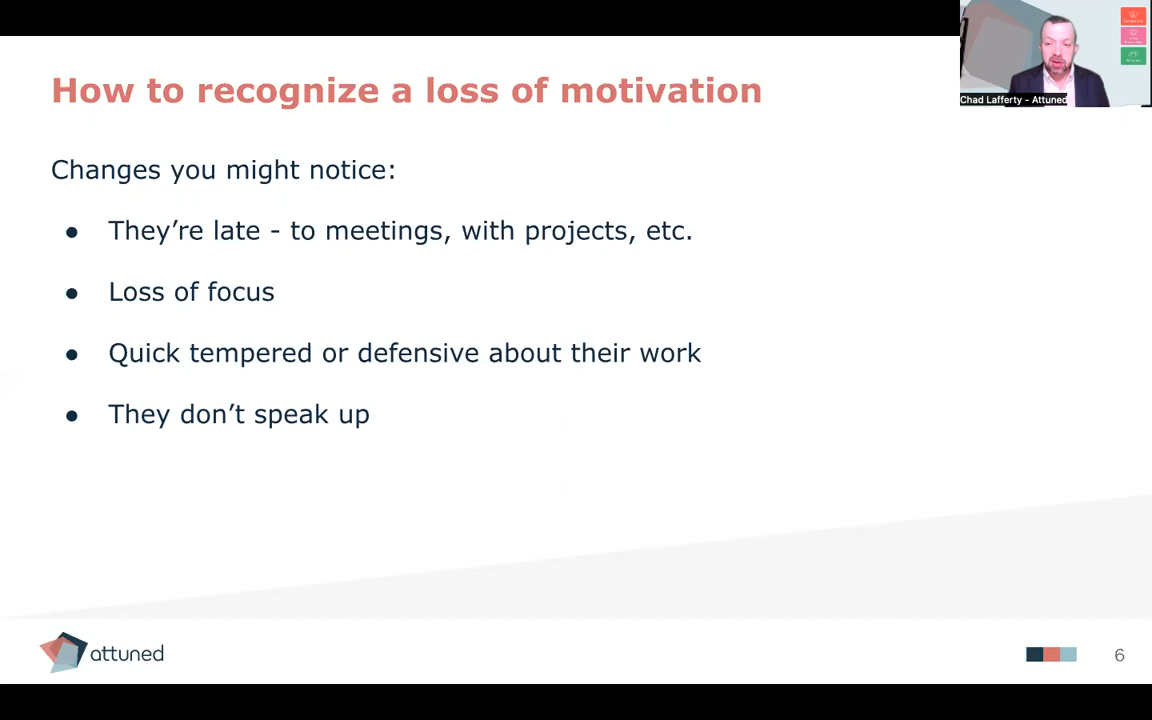 How to recognize a loss of motivation
Chad Lafferty - Attuned
Changes you might notice:
● They’re late - to meetings, with projects, etc.
● Loss of focus
● Quick tempered or defensive about their work
● They don’t speak up
attuned
6